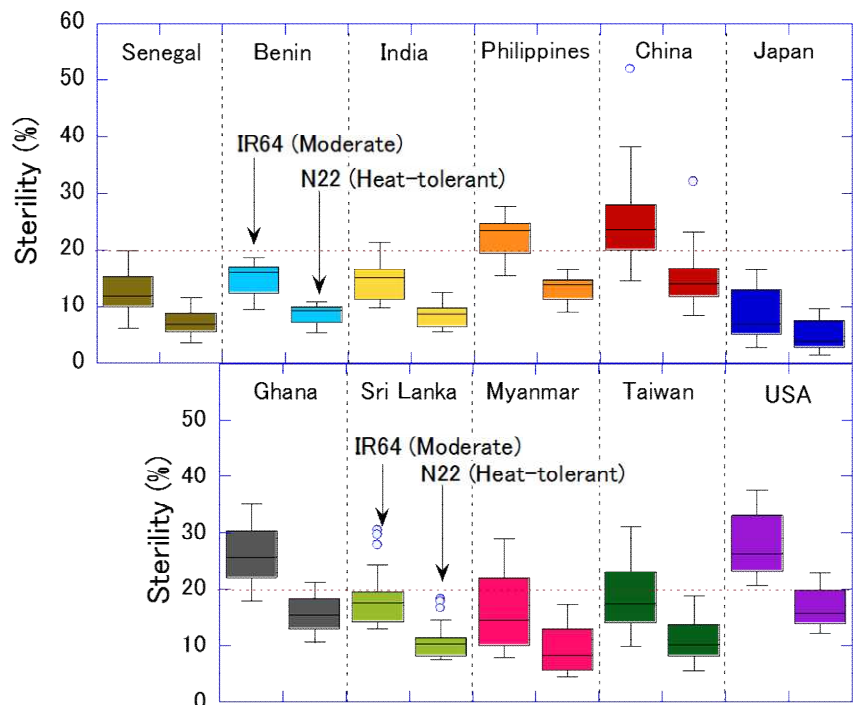 60
Senegal Benin India Philippines China Japan
50
IR64 (Moderate)
40
N22 (Heat-tolerant)
30
20
10
0
Sterility (%)
Ghana Sri Lanka Myanmar Taiwan USA
50
IR64 (Moderate)
40
N22 (Heat-tolerant)
30
20
10
0
Sterility (%)